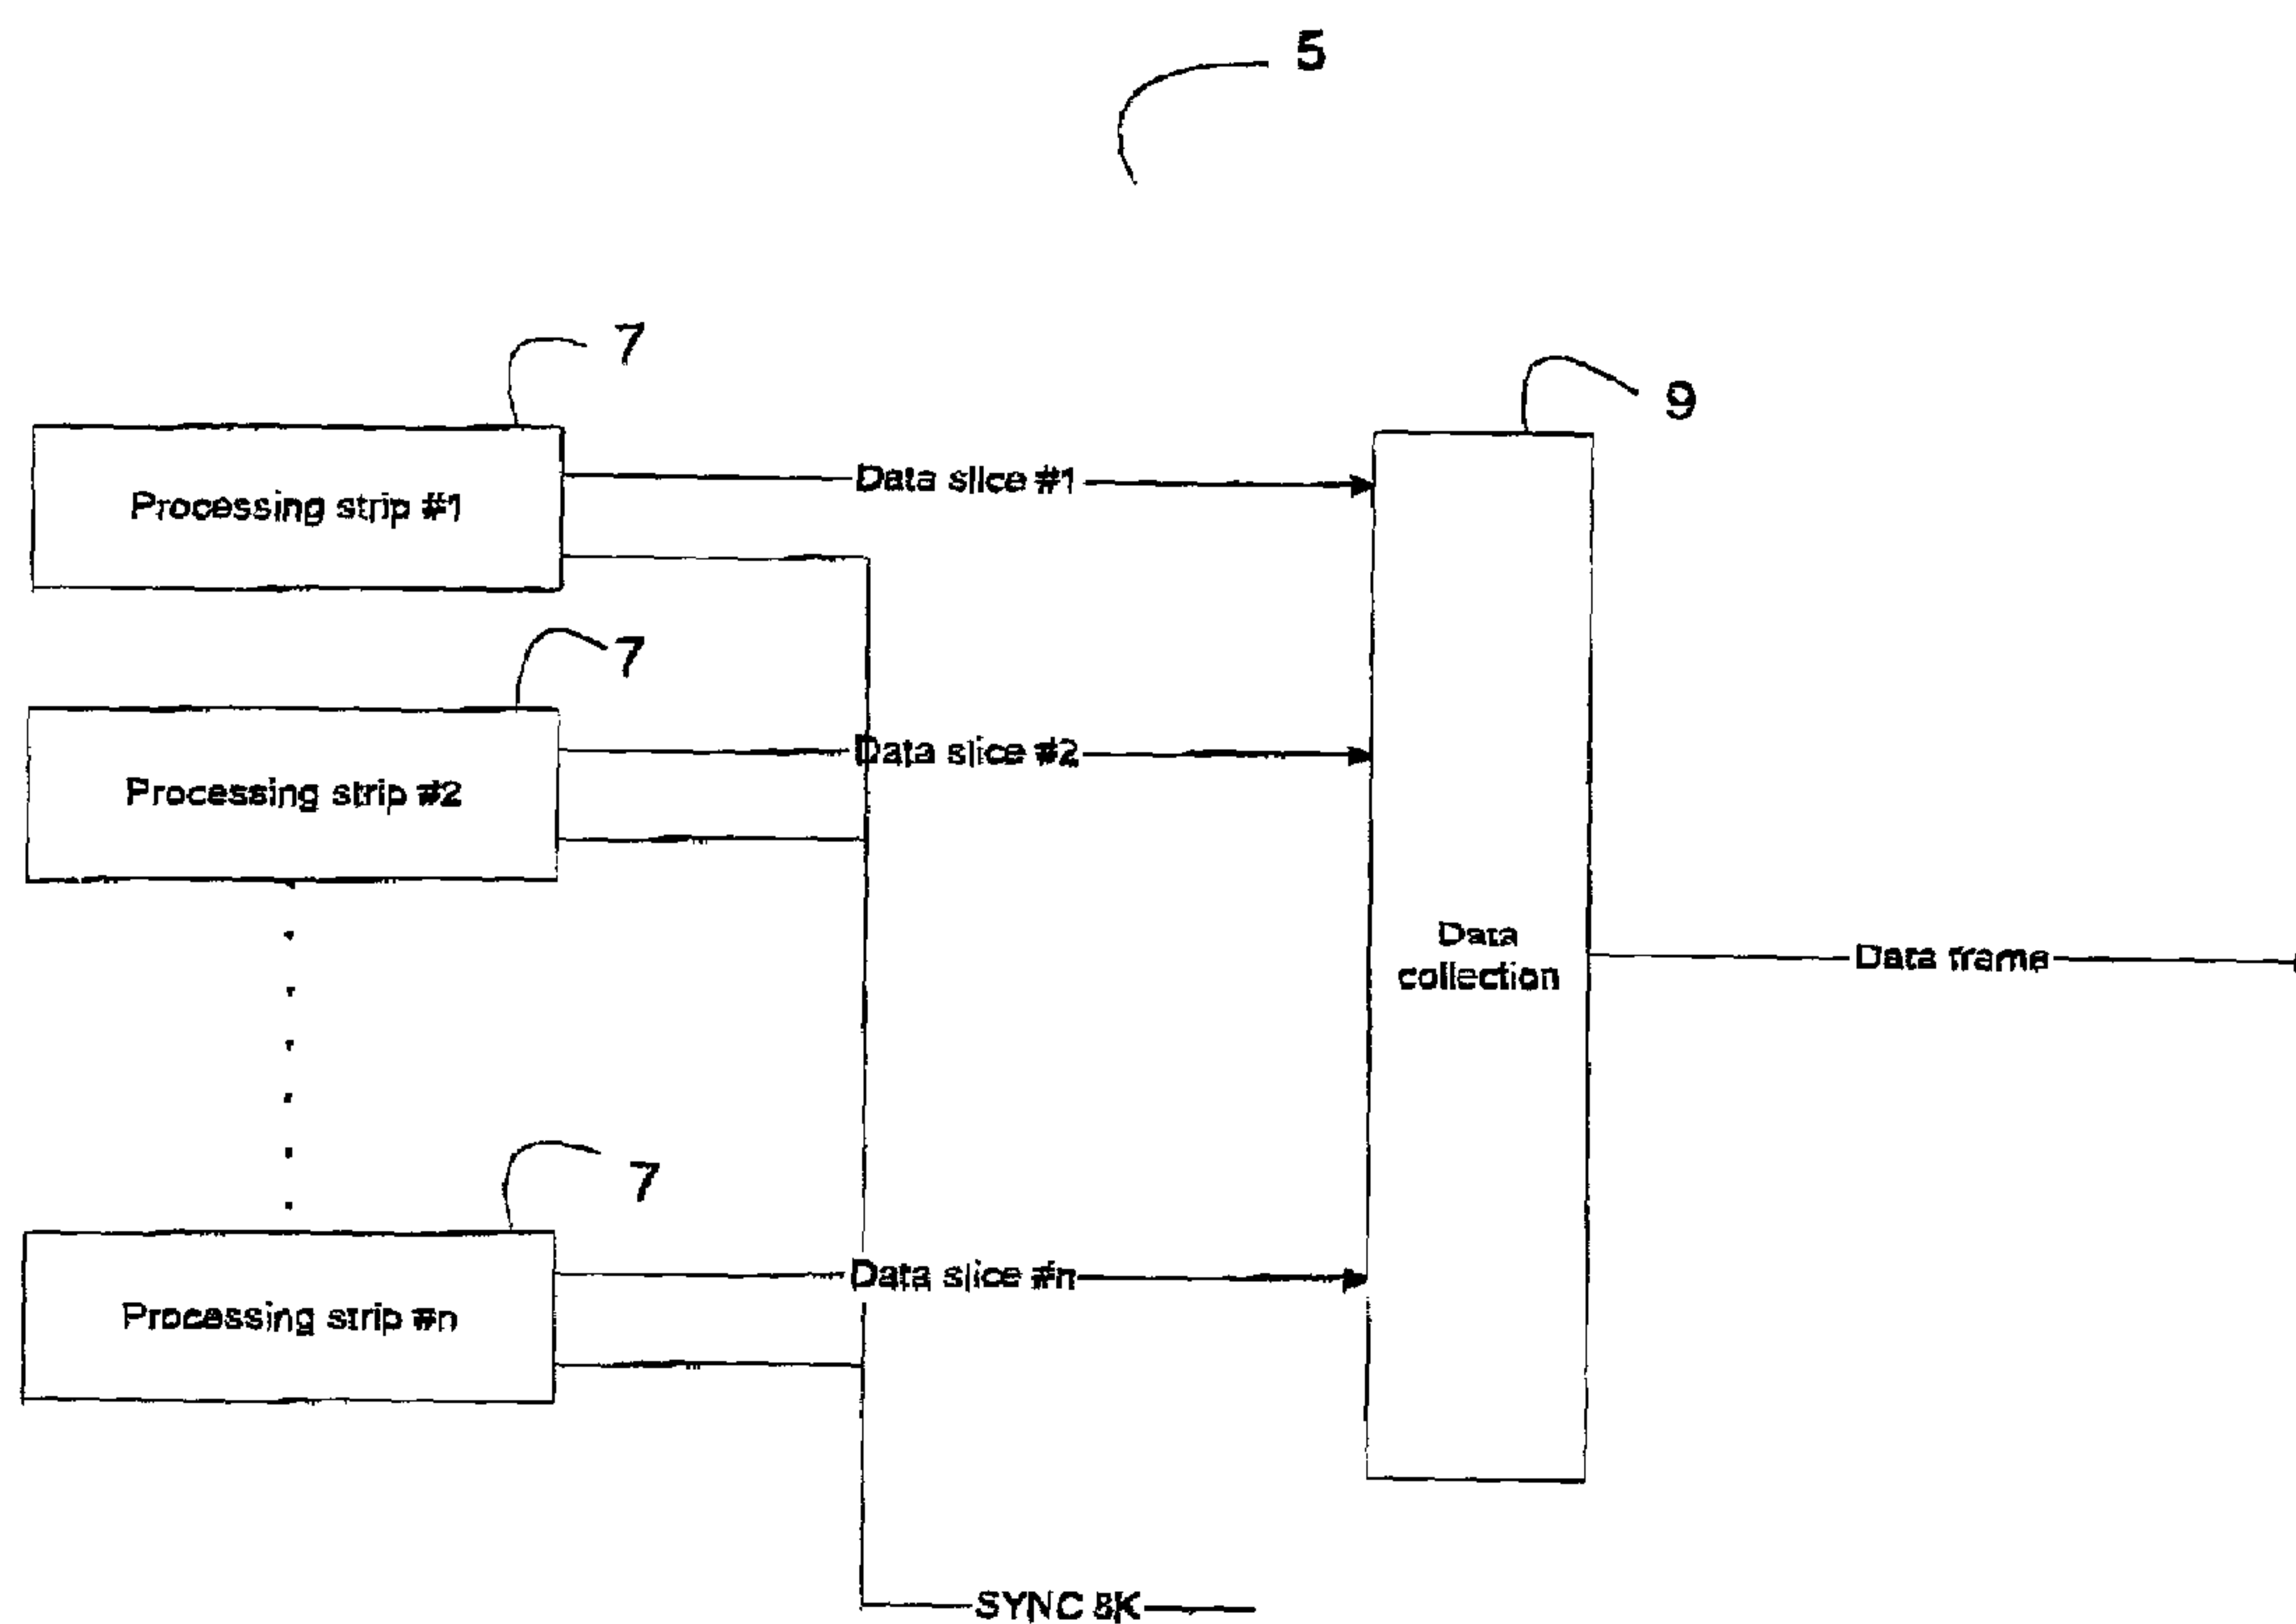 5
7
9
Processing strip #1
Data slice #1
7
Processing strip #2
Data slice #2
Data
collection
Data frame
7
Processing strip #n
Data slice #n
SYNC 8K